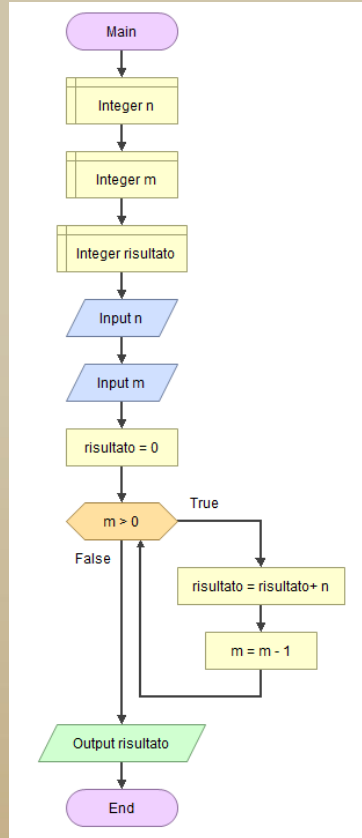 Main
Integer n
Integer m
Integer risultato
Input n
Input m
risultato = 0
m > 0
True
False
risultato = risultato+ n
m = m - 1
Output risultato
End